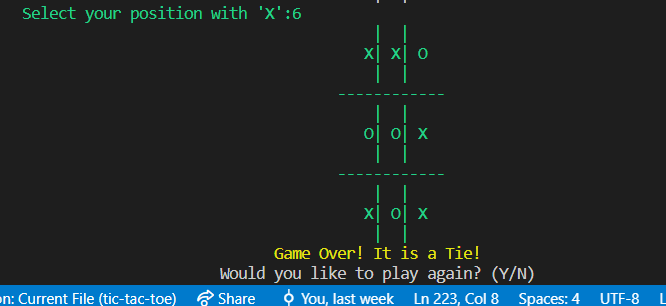 Select your position with 'X':6
| |
X| X| O
| |
------------
| |
O| O| X
| |
------------
| |
X| O| X
| |
Game Over! It is a Tie!
Would you like to play again? (Y/N)
on: Current File (tic-tac-toe) Share You, last week Ln 223, Col 8 Spaces: 4 UTF-8